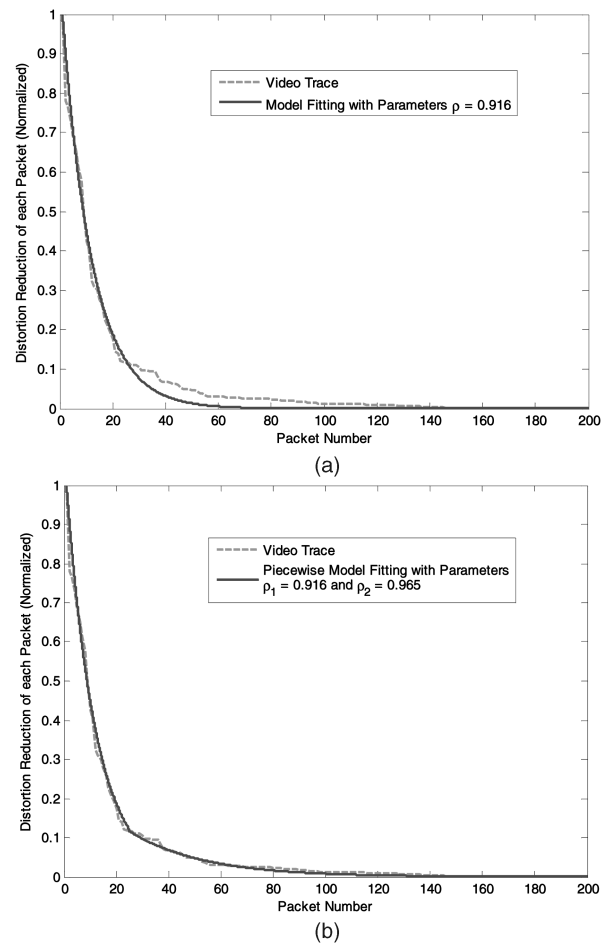 1
0.9
0.8
0.7
0.6
0.5
0.4
0.3
0.2
0.1
0
Distortion Reduction of each Packet (Normalized)
Video Trace
Model Fitting with Parameters ρ = 0.916
0 20 40 60 80 100 120 140 160 180 200
Packet Number
(a)
1
0.9
0.8
0.7
0.6
0.5
0.4
0.3
0.2
0.1
0
Distortion Reduction of each Packet (Normalized)
Video Trace
Piecewise Model Fitting with Parameters
ρ1 = 0.916 and ρ2 = 0.965
0 20 40 60 80 100 120 140 160 180 200
Packet Number
(b)